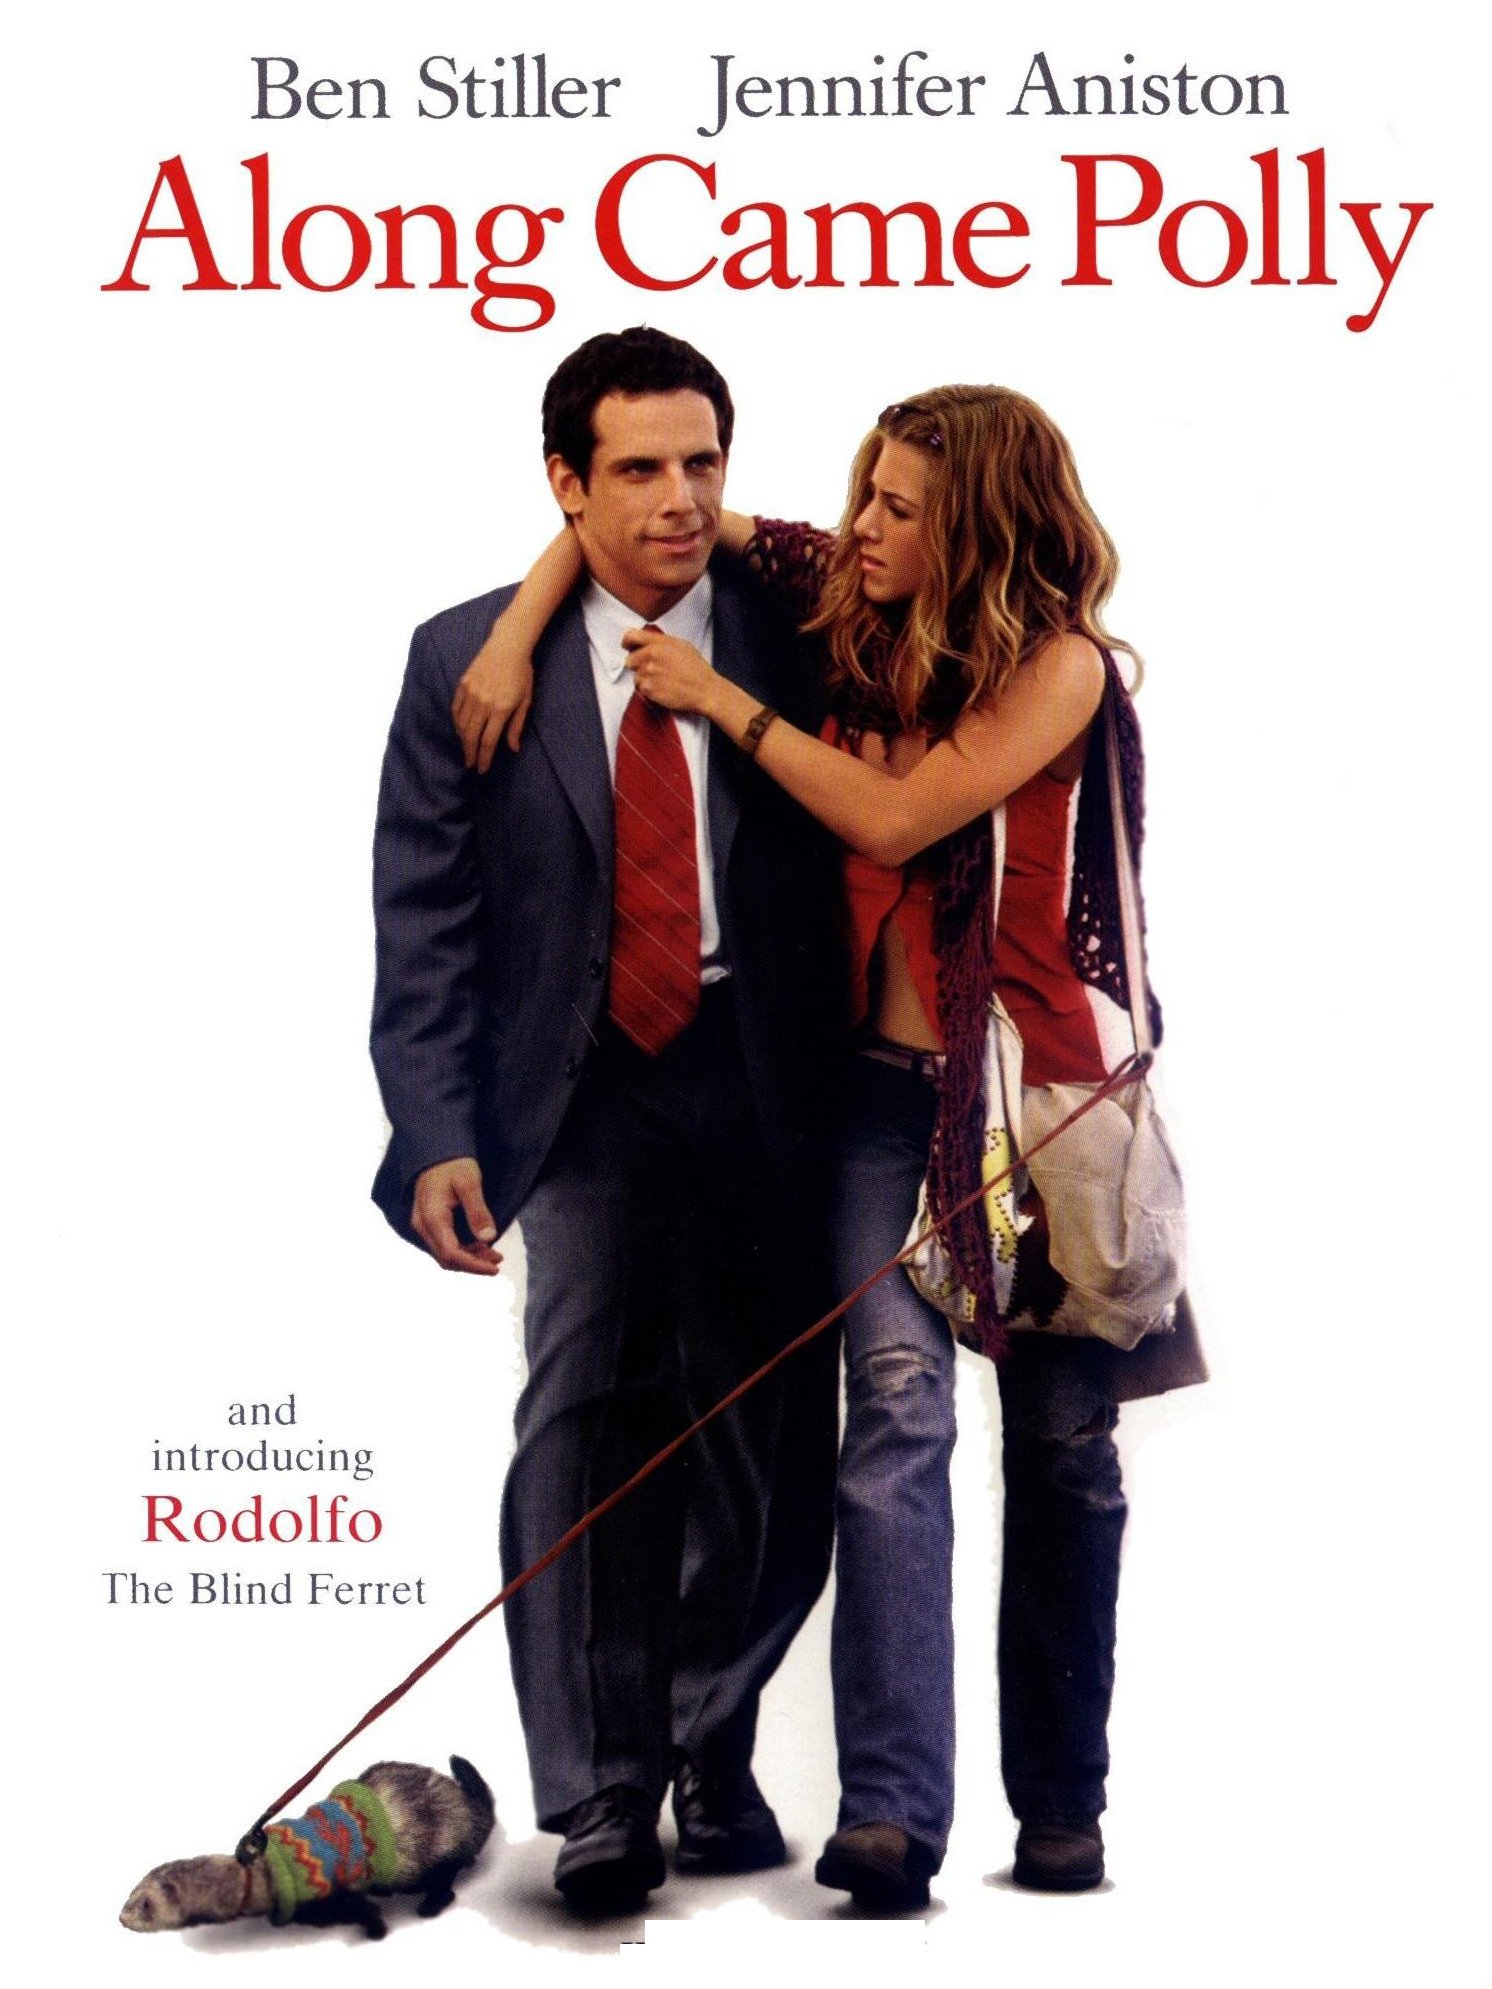 Ben Stiller Jennifer Aniston
Along Came Polly
and
introducing
Rodolfo
The Blind Ferret